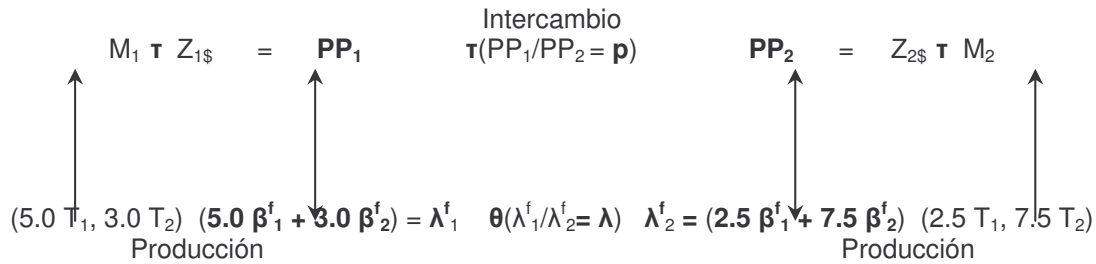 Intercambio
M₁ τ Z₁$ = PP₁ τ(PP₁/PP₂ = p) PP₂ = Z₂$ τ M₂
(5.0 T₁, 3.0 T₂) (5.0 βᶠ₁ + 3.0 βᶠ₂) = λᶠ₁ θ(λᶠ₁/λᶠ₂= λ) λᶠ₂ = (2.5 βᶠ₁ + 7.5 βᶠ₂) (2.5 T₁, 7.5 T₂)
Producción Producción